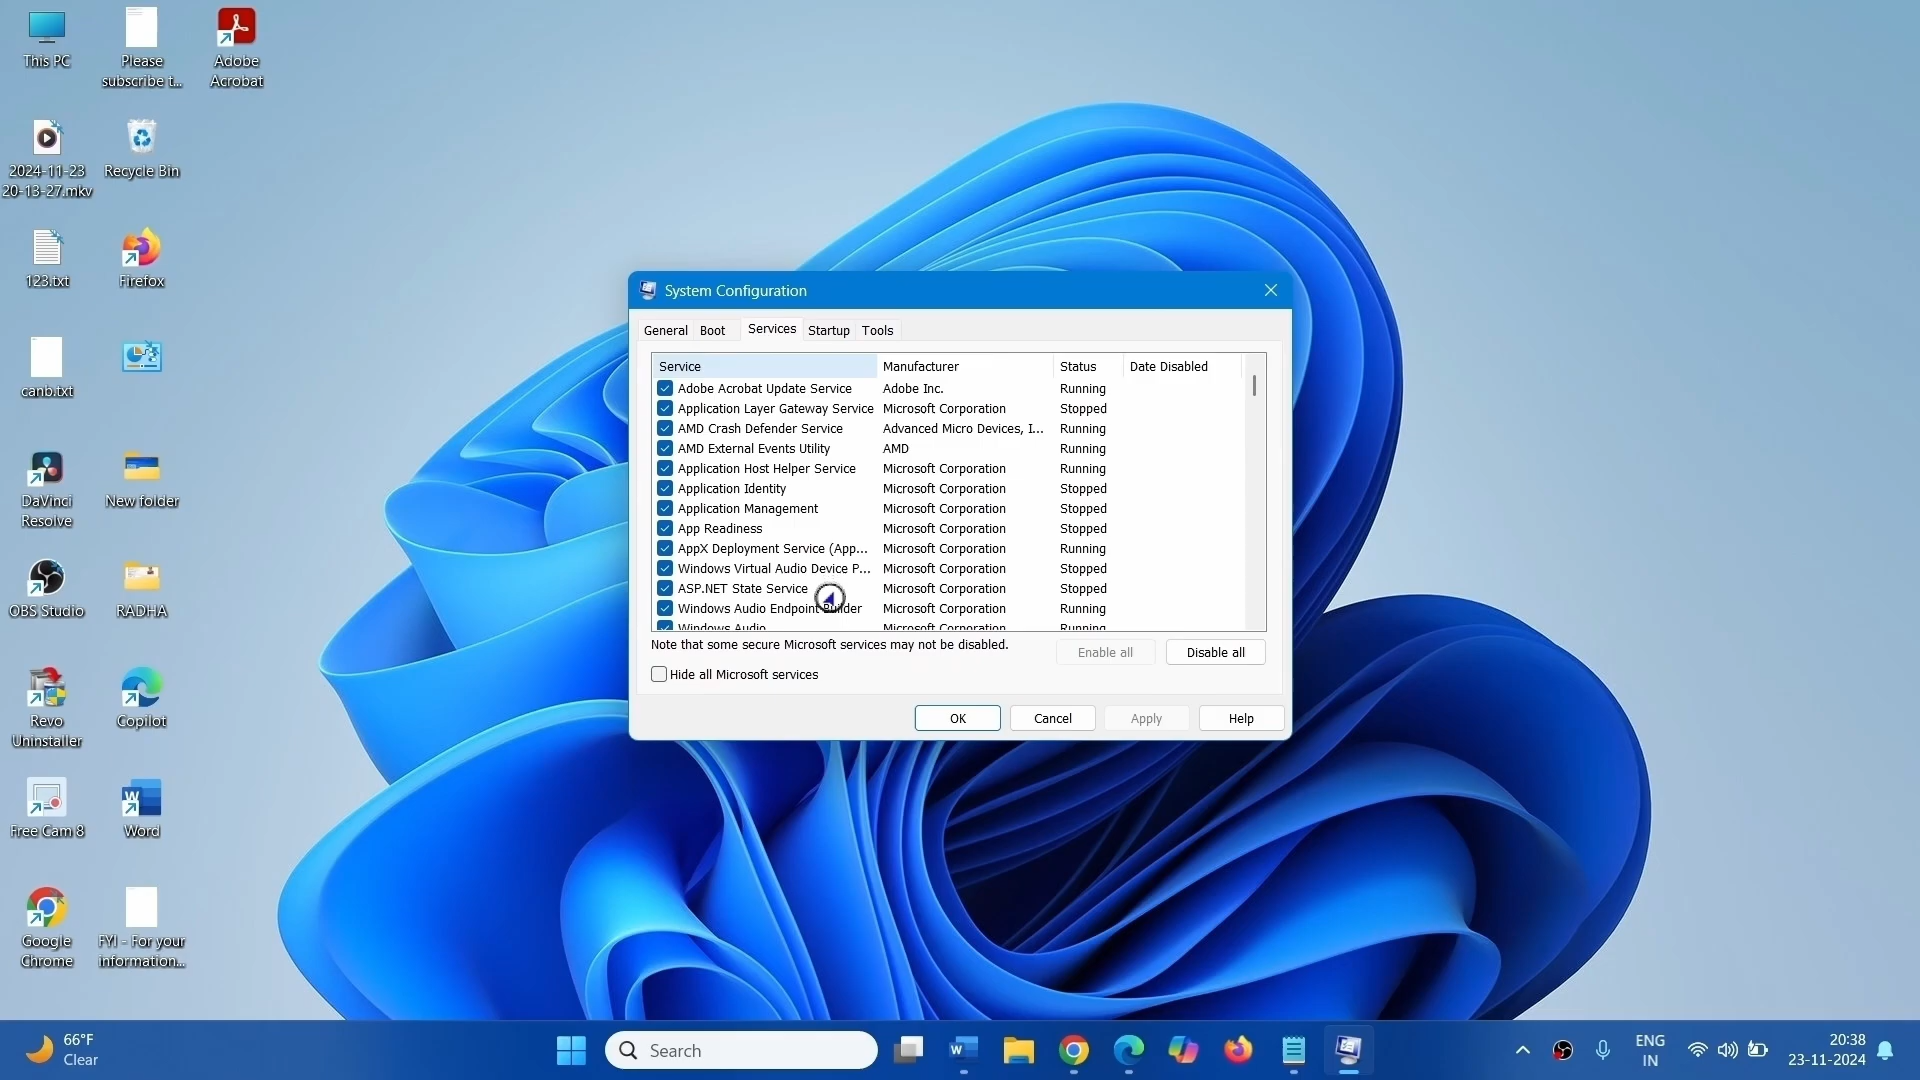 This PC
Please
subscribe t...
Adobe
Acrobat
2024-11-23
20-13-27.mkv
Recycle Bin
123.txt
Firefox
canb.txt
DaVinci
Resolve
New folder
OBS Studio
RADHA
Revo
Uninstaller
Copilot
Free Cam 8
Word
Google
Chrome
FYI - For your
information...
System Configuration
General Boot Services Startup Tools
Service Manufacturer Status Date Disabled
Adobe Acrobat Update Service Adobe Inc. Running
Application Layer Gateway Service Microsoft Corporation Stopped
AMD Crash Defender Service Advanced Micro Devices, I... Running
AMD External Events Utility AMD Running
Application Host Helper Service Microsoft Corporation Running
Application Identity Microsoft Corporation Stopped
Application Management Microsoft Corporation Stopped
App Readiness Microsoft Corporation Stopped
AppX Deployment Service (App... Microsoft Corporation Running
Windows Virtual Audio Device P... Microsoft Corporation Stopped
ASP.NET State Service Microsoft Corporation Stopped
Windows Audio Endpoint Builder Microsoft Corporation Running
Windows Audio Microsoft Corporation Running
Note that some secure Microsoft services may not be disabled.
Enable all Disable all
Hide all Microsoft services
OK Cancel Apply Help
66°F
Clear
Search
ENG
IN
20:38
23-11-2024